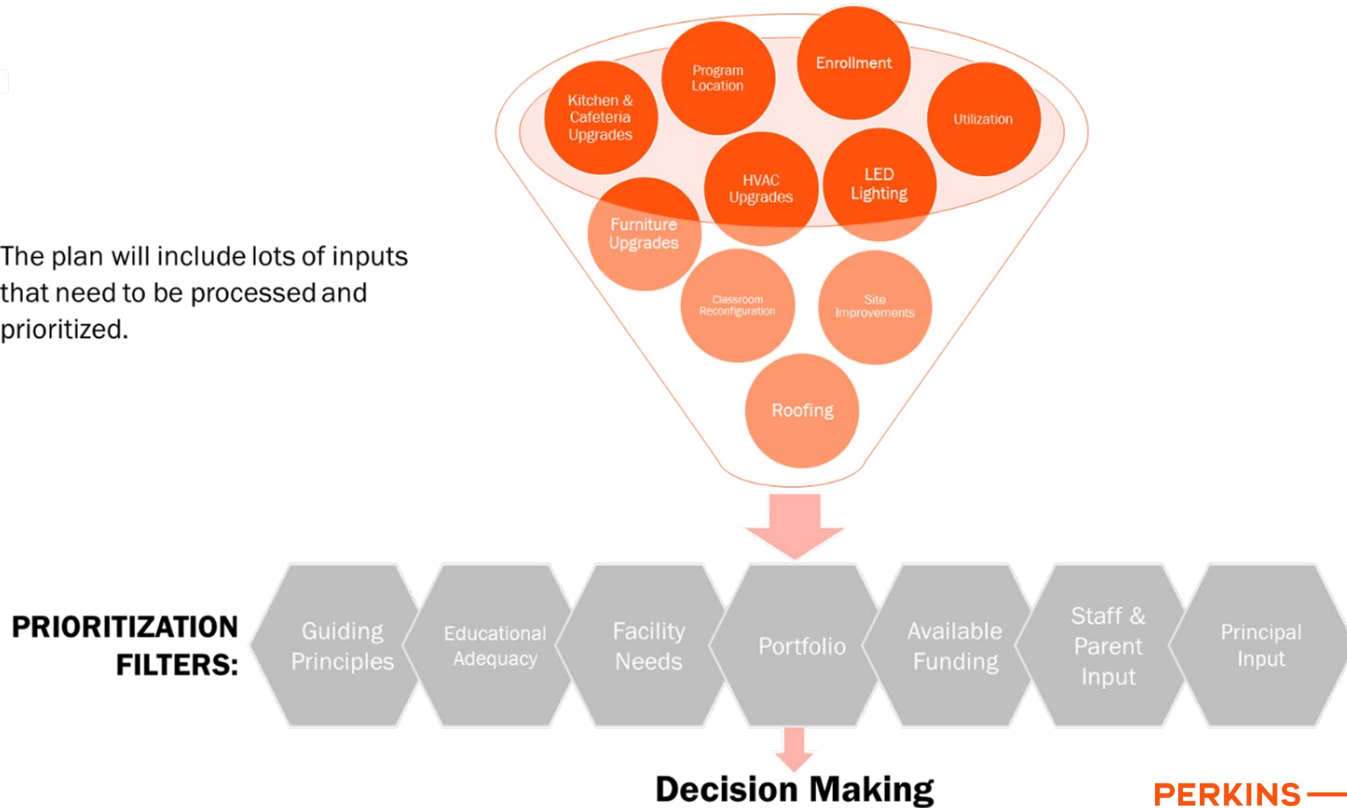 Enrollment
Program
Location
Kitchen &
Cafeteria
Upgrades
Utilization
HVAC
Upgrades
LED
Lighting
Furniture
Upgrades
The plan will include lots of inputs
that need to be processed and
prioritized.
Classroom
Reconfiguration
Site
Improvements
Roofing
PRIORITIZATION
FILTERS:
Guiding
Principles
Educational
Adequacy
Facility
Needs
Portfolio
Available
Funding
Staff &
Parent
Input
Principal
Input
Decision Making
PERKINS —